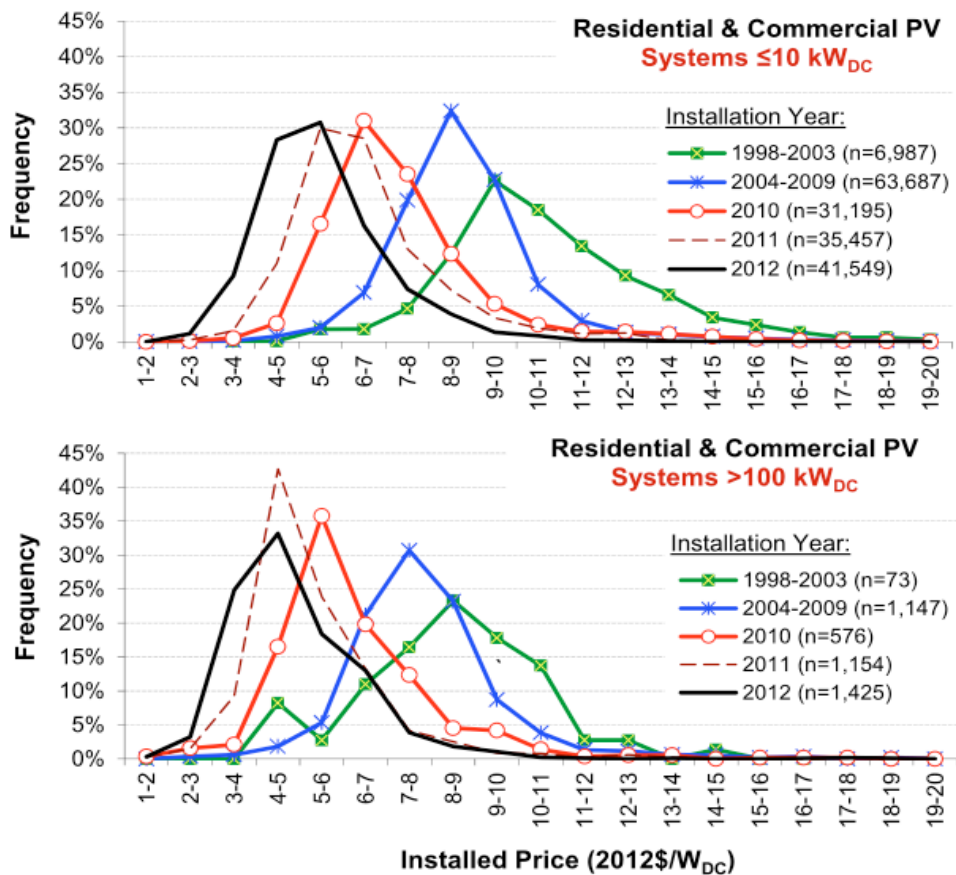 Residential & Commercial PV
Systems ≤10 kWDC
Frequency
45%
40%
35%
30%
25%
20%
15%
10%
5%
0%
Installation Year:
1998-2003 (n=6,987)
2004-2009 (n=63,687)
2010 (n=31,195)
2011 (n=35,457)
2012 (n=41,549)
1-2 2-3 3-4 4-5 5-6 6-7 7-8 8-9 9-10 10-11 11-12 12-13 13-14 14-15 15-16 16-17 17-18 18-19 19-20
Residential & Commercial PV
Systems >100 kWDC
Frequency
45%
40%
35%
30%
25%
20%
15%
10%
5%
0%
Installation Year:
1998-2003 (n=73)
2004-2009 (n=1,147)
2010 (n=576)
2011 (n=1,154)
2012 (n=1,425)
1-2 2-3 3-4 4-5 5-6 6-7 7-8 8-9 9-10 10-11 11-12 12-13 13-14 14-15 15-16 16-17 17-18 18-19 19-20
Installed Price (2012$/WDC)